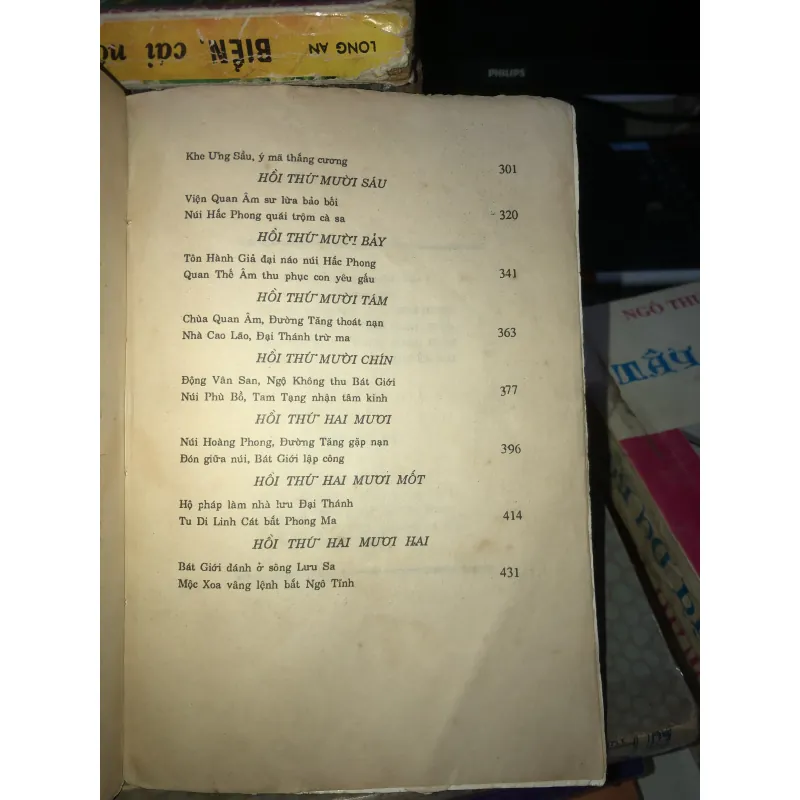 LONG AN
BIỂN, cái
PHILIPS
Khe Ưng Sầu, ý mã thắng cương
301
HỒI THỨ MƯỜI SÁU
Viện Quan Âm sư lừa bảo bối
Núi Hắc Phong quái trộm cà sa
320
HỒI THỨ MƯỜI BẢY
Tôn Hành Giả đại náo núi Hắc Phong
Quan Thế Âm thu phục con yêu gấu
341
HỒI THỨ MƯỜI TÁM
Chùa Quan Âm, Đường Tăng thoát nạn
Nhà Cao Lão, Đại Thánh trừ ma
363
HỒI THỨ MƯỜI CHÍN
Động Vân San, Ngộ Không thu Bát Giới
Núi Phù Bồ, Tam Tạng nhận tâm kinh
377
HỒI THỨ HAI MƯƠI
Núi Hoàng Phong, Đường Tăng gặp nạn
Đón giữa núi, Bát Giới lập công
396
HỒI THỨ HAI MƯƠI MỐT
Hộ pháp làm nhà lưu Đại Thánh
Tu Di Linh Cát bắt Phong Ma
414
HỒI THỨ HAI MƯƠI HAI
Bát Giới dánh ở sông Lưu Sa
Mộc Xoa vâng lệnh bắt Ngộ Tĩnh
431
NGÔ
TÂY